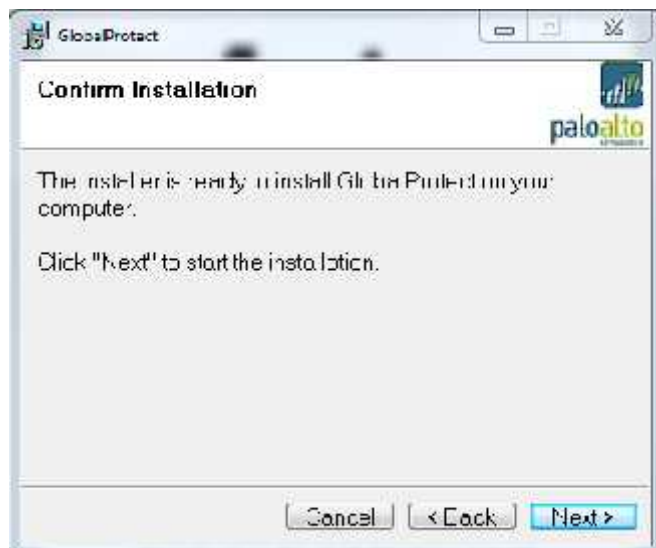 GlobalProtect
Confirm Installation
paloalto
The installer is ready to install GlobalProtect on your
computer.
Click "Next" to start the installation.
Cancel
< Back
Next >